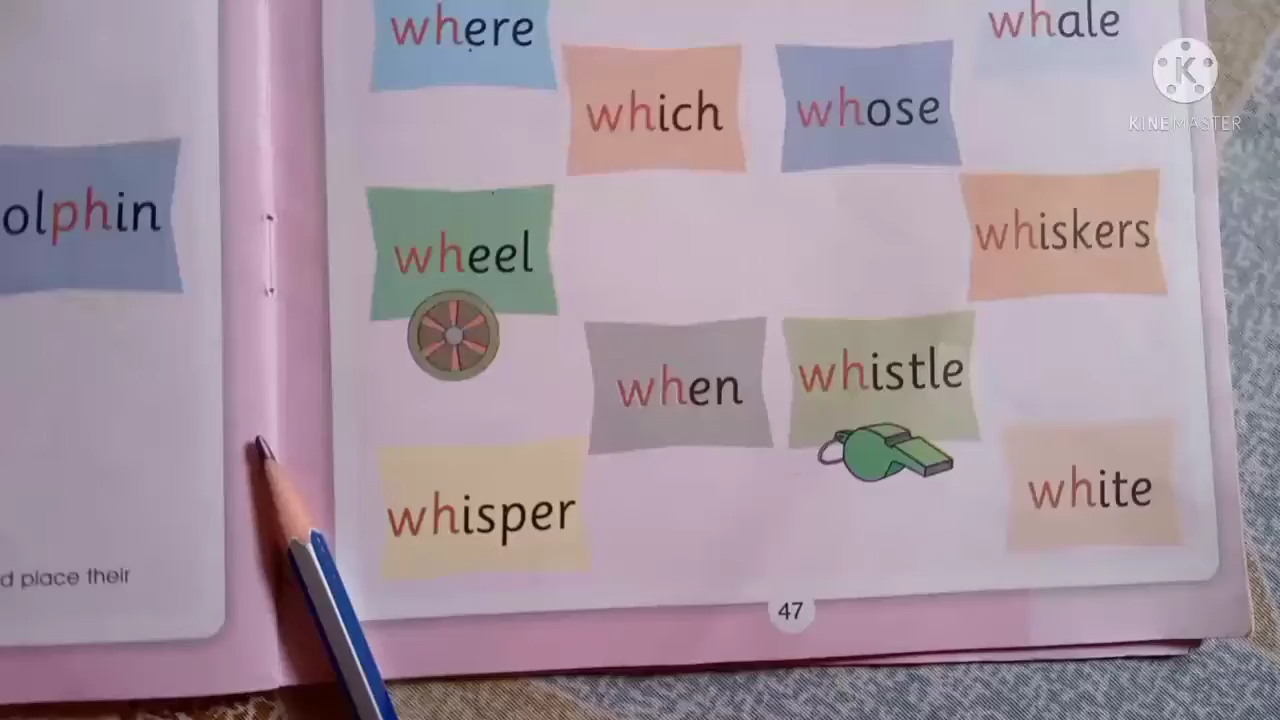 olphin
d place their
where
whale
which
whose
wheel
whiskers
when
whistle
whisper
white
47
K
KINEMASTER